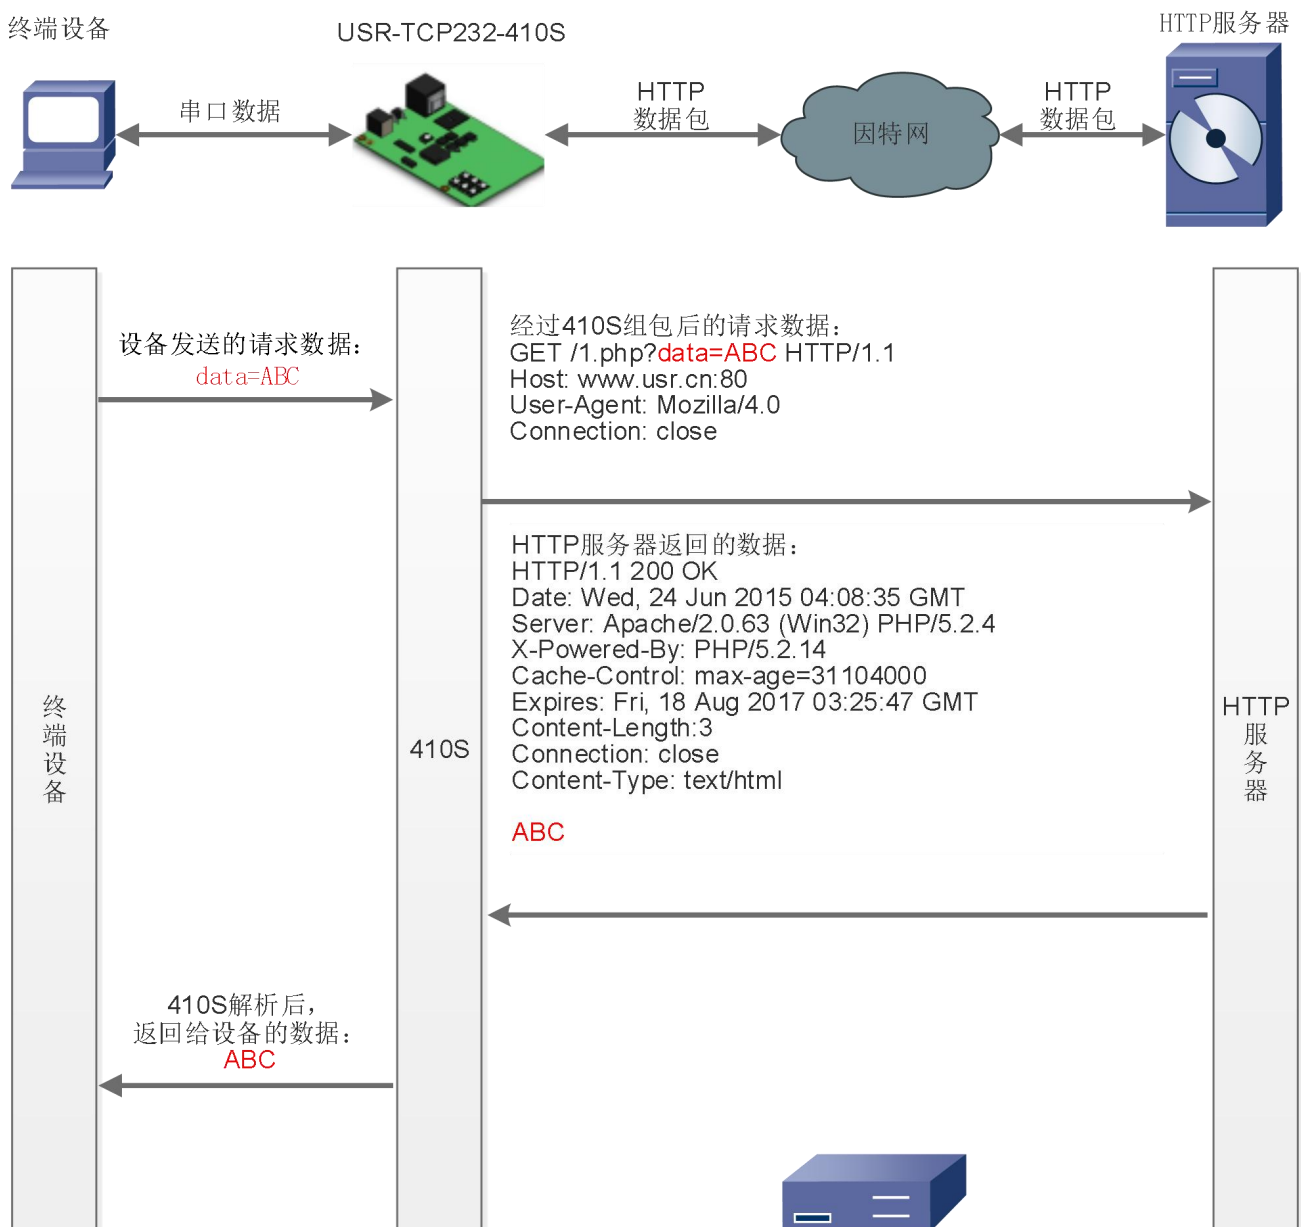 终端设备
USR-TCP232-410S
HTTP服务器
串口数据
HTTP
数据包
因特网
HTTP
数据包
设备发送的请求数据：
data=ABC
经过410S组包后的请求数据：
GET /1.php?data=ABC HTTP/1.1
Host: www.usr.cn:80
User-Agent: Mozilla/4.0
Connection: close
HTTP服务器返回的数据：
HTTP/1.1 200 OK
Date: Wed, 24 Jun 2015 04:08:35 GMT
Server: Apache/2.0.63 (Win32) PHP/5.2.4
X-Powered-By: PHP/5.2.14
Cache-Control: max-age=31104000
Expires: Fri, 18 Aug 2017 03:25:47 GMT
Content-Length:3
Connection: close
Content-Type: text/html
ABC
终
端
设
备
410S
HTTP
服
务
器
410S解析后，
返回给设备的数据：
ABC